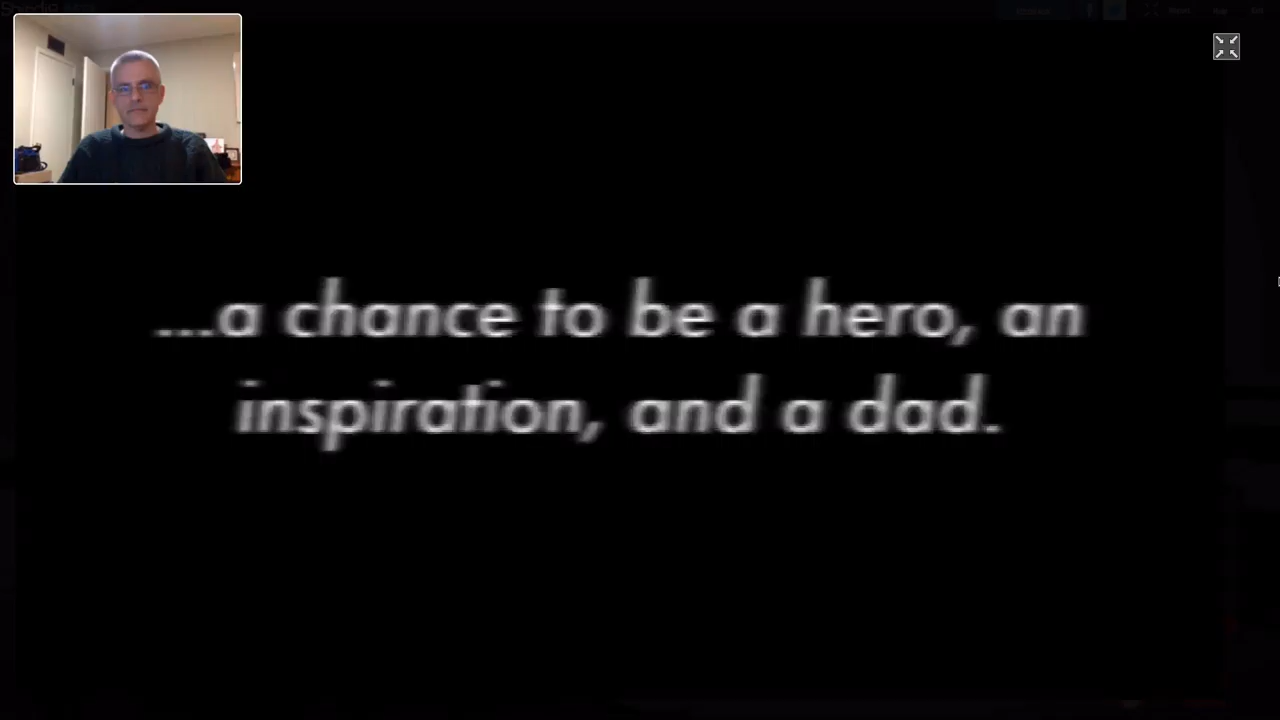 ...a chance to be a hero, an
inspiration, and a dad.